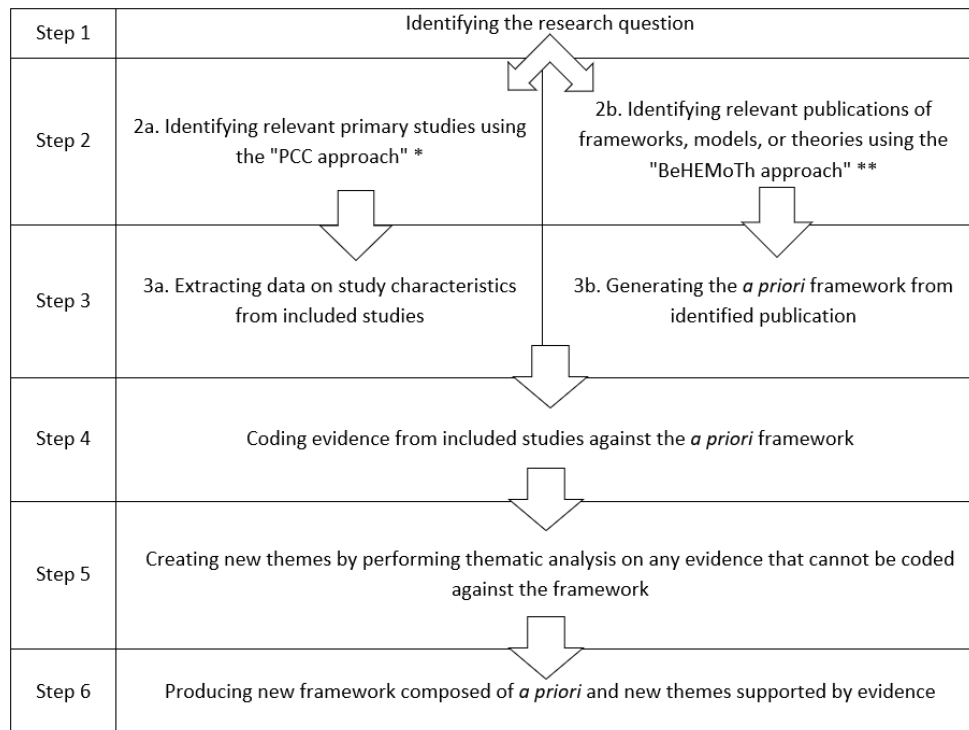 Step 1
Identifying the research question
Step 2
2a. Identifying relevant primary studies using
the "PCC approach" *
2b. Identifying relevant publications of
frameworks, models, or theories using the
"BeHEMoTh approach" **
Step 3
3a. Extracting data on study characteristics
from included studies
3b. Generating the a priori framework from
identified publication
Step 4
Coding evidence from included studies against the a priori framework
Step 5
Creating new themes by performing thematic analysis on any evidence that cannot be coded
against the framework
Step 6
Producing new framework composed of a priori and new themes supported by evidence